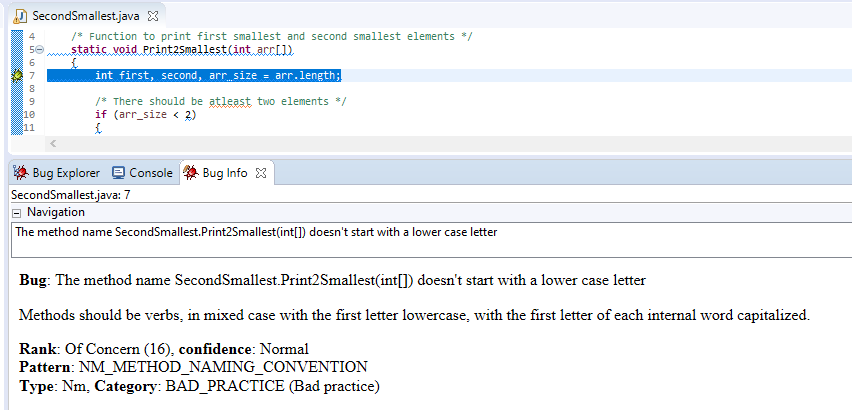 SecondSmallest.java
4 /* Function to print first smallest and second smallest elements */
5 static void Print2Smallest(int arr[])
6 {
7 int first, second, arr_size = arr.length;
8
9 /* There should be atleast two elements */
10 if (arr_size < 2)
11 {
Bug Explorer Console Bug Info
SecondSmallest.java: 7
Navigation
The method name SecondSmallest.Print2Smallest(int[]) doesn't start with a lower case letter
Bug: The method name SecondSmallest.Print2Smallest(int[]) doesn't start with a lower case letter
Methods should be verbs, in mixed case with the first letter lowercase, with the first letter of each internal word capitalized.
Rank: Of Concern (16), confidence: Normal
Pattern: NM_METHOD_NAMING_CONVENTION
Type: Nm, Category: BAD_PRACTICE (Bad practice)